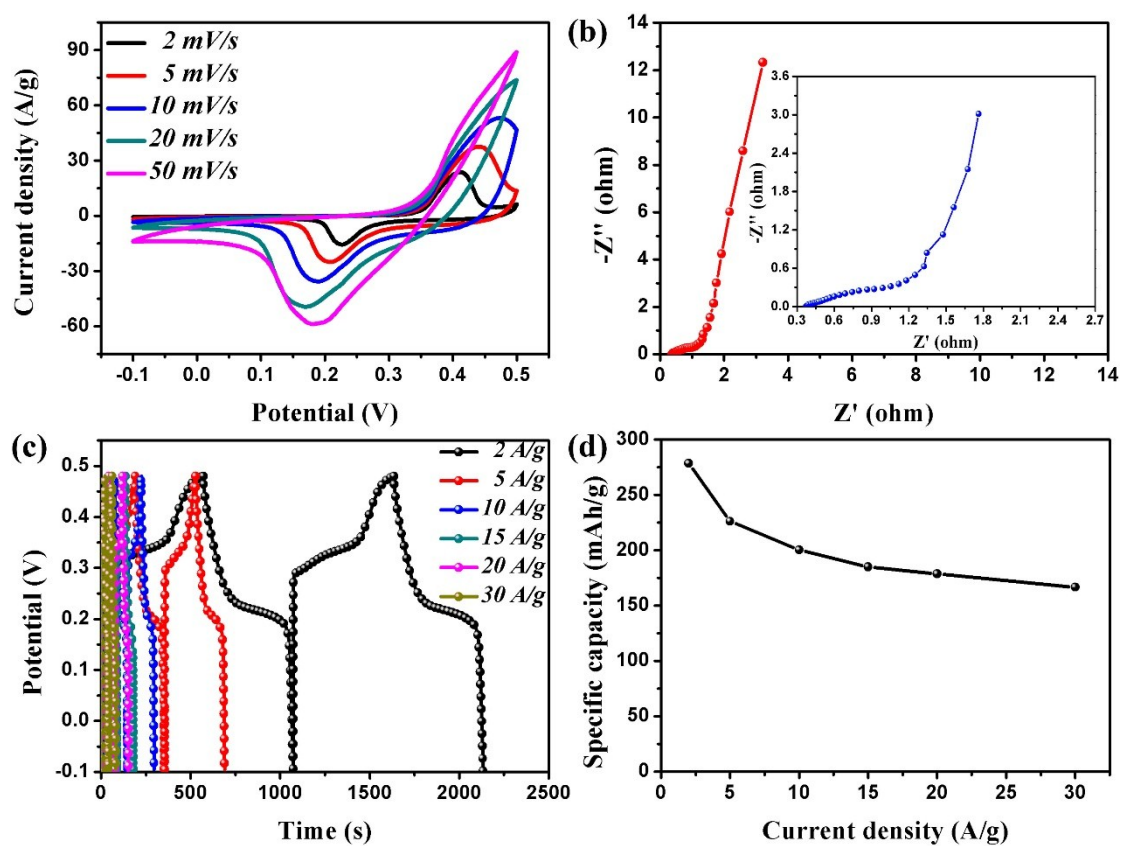 90
60
30
0
-30
-60
Current density (A/g)
2 mV/s
5 mV/s
10 mV/s
20 mV/s
50 mV/s
-0.1 0.0 0.1 0.2 0.3 0.4 0.5
Potential (V)
(b)
14
12
10
8
6
4
2
0
-Z'' (ohm)
3.6
3.0
2.4
1.8
1.2
0.6
0.0
-Z'' (ohm)
0.3 0.6 0.9 1.2 1.5 1.8 2.1 2.4 2.7
Z' (ohm)
0 2 4 6 8 10 12 14
Z' (ohm)
(c)
0.5
0.4
0.3
0.2
0.1
0.0
-0.1
Potential (V)
2 A/g
5 A/g
10 A/g
15 A/g
20 A/g
30 A/g
0 500 1000 1500 2000 2500
Time (s)
(d)
300
250
200
150
100
50
0
Specific capacity (mAh/g)
0 5 10 15 20 25 30
Current density (A/g)